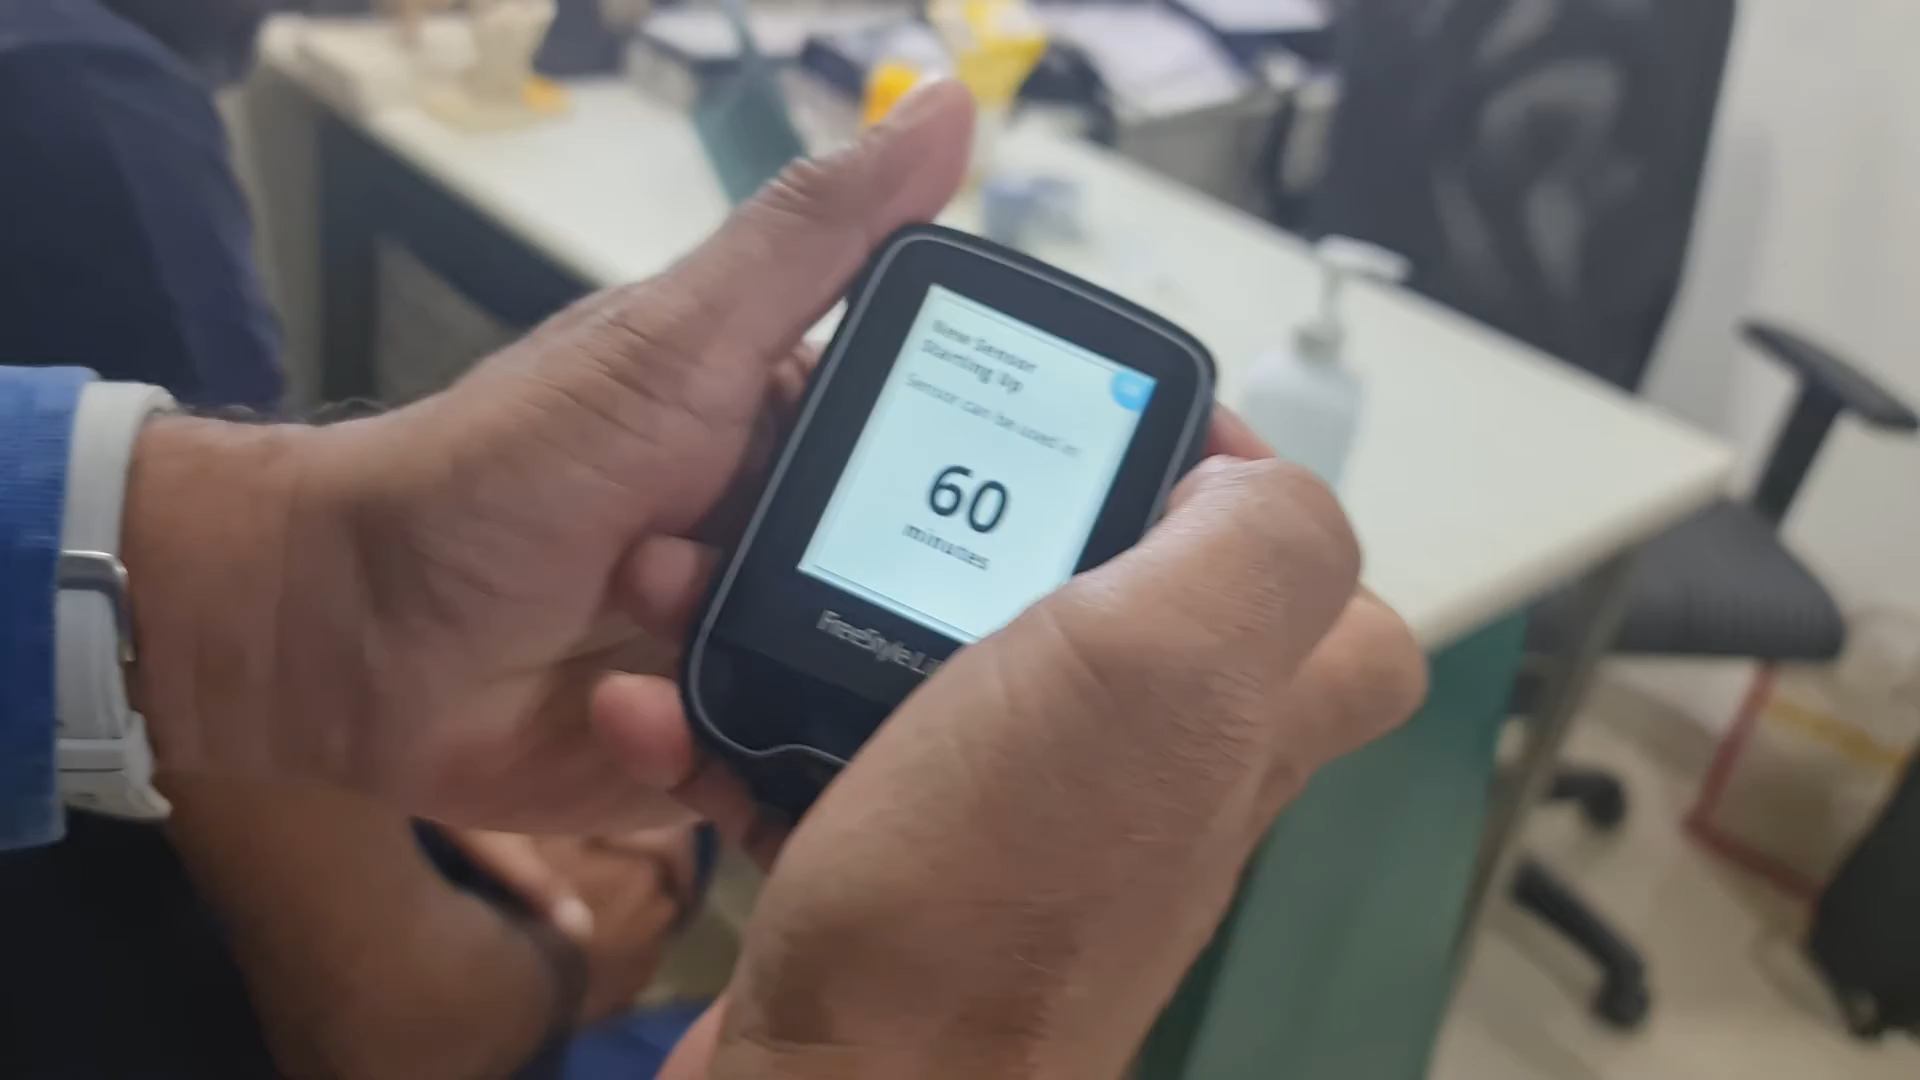 New Sensor
Starting Up
Sensor can be used in
60
minutes
FreeStyle